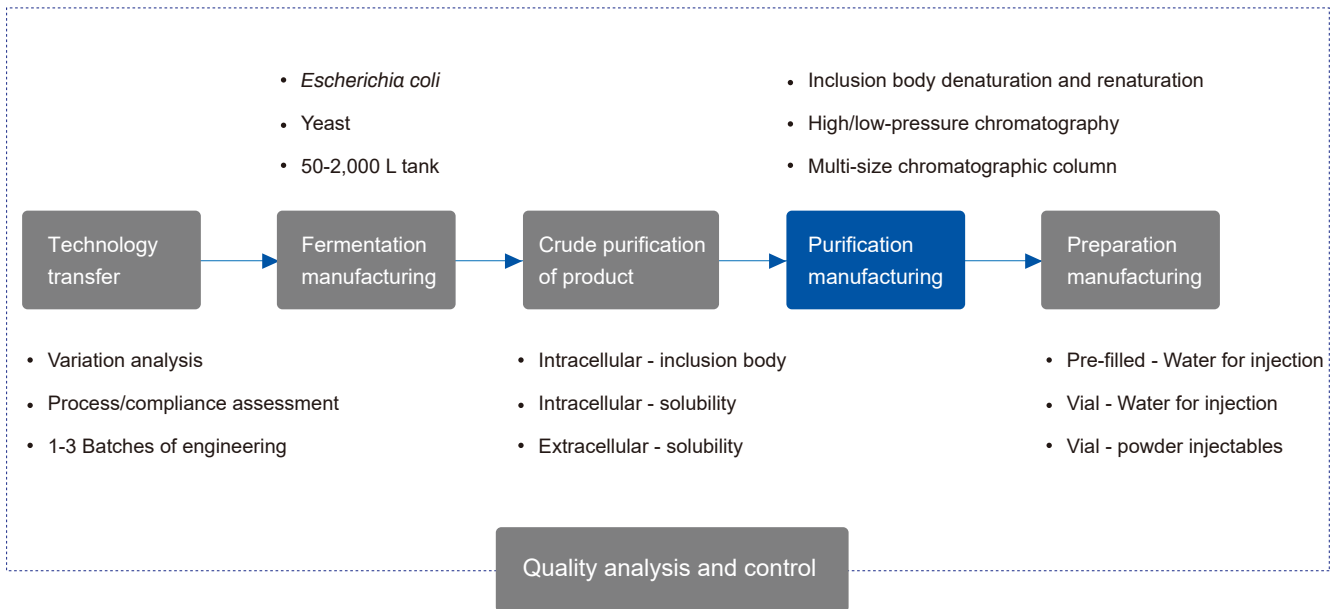 • Escherichia coli
• Yeast
• 50-2,000 L tank
• Inclusion body denaturation and renaturation
• High/low-pressure chromatography
• Multi-size chromatographic column
Technology
transfer
Fermentation
manufacturing
Crude purification
of product
Purification
manufacturing
Preparation
manufacturing
• Variation analysis
• Process/compliance assessment
• 1-3 Batches of engineering
• Intracellular - inclusion body
• Intracellular - solubility
• Extracellular - solubility
• Pre-filled - Water for injection
• Vial - Water for injection
• Vial - powder injectables
Quality analysis and control